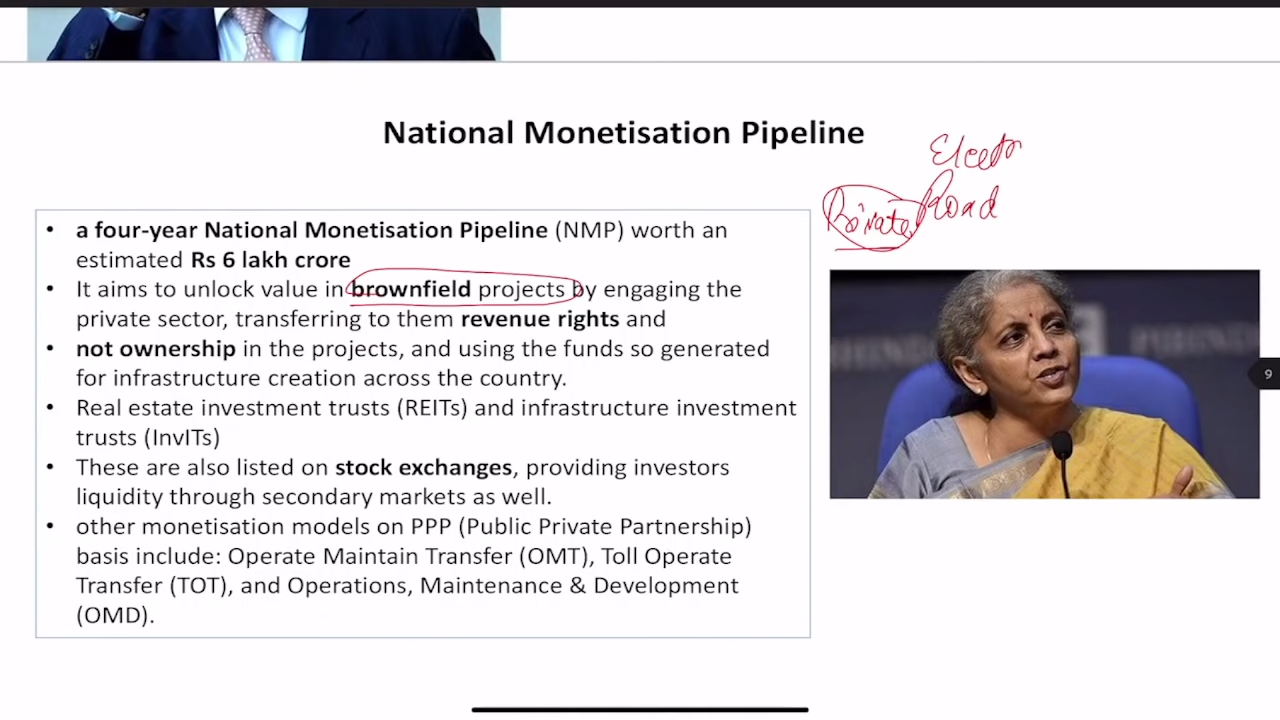 National Monetisation Pipeline
Elect
Private Road
• a four-year National Monetisation Pipeline (NMP) worth an
estimated Rs 6 lakh crore
• It aims to unlock value in brownfield projects by engaging the
private sector, transferring to them revenue rights and
• not ownership in the projects, and using the funds so generated
for infrastructure creation across the country.
• Real estate investment trusts (REITs) and infrastructure investment
trusts (InvITs)
• These are also listed on stock exchanges, providing investors
liquidity through secondary markets as well.
• other monetisation models on PPP (Public Private Partnership)
basis include: Operate Maintain Transfer (OMT), Toll Operate
Transfer (TOT), and Operations, Maintenance & Development
(OMD).
9